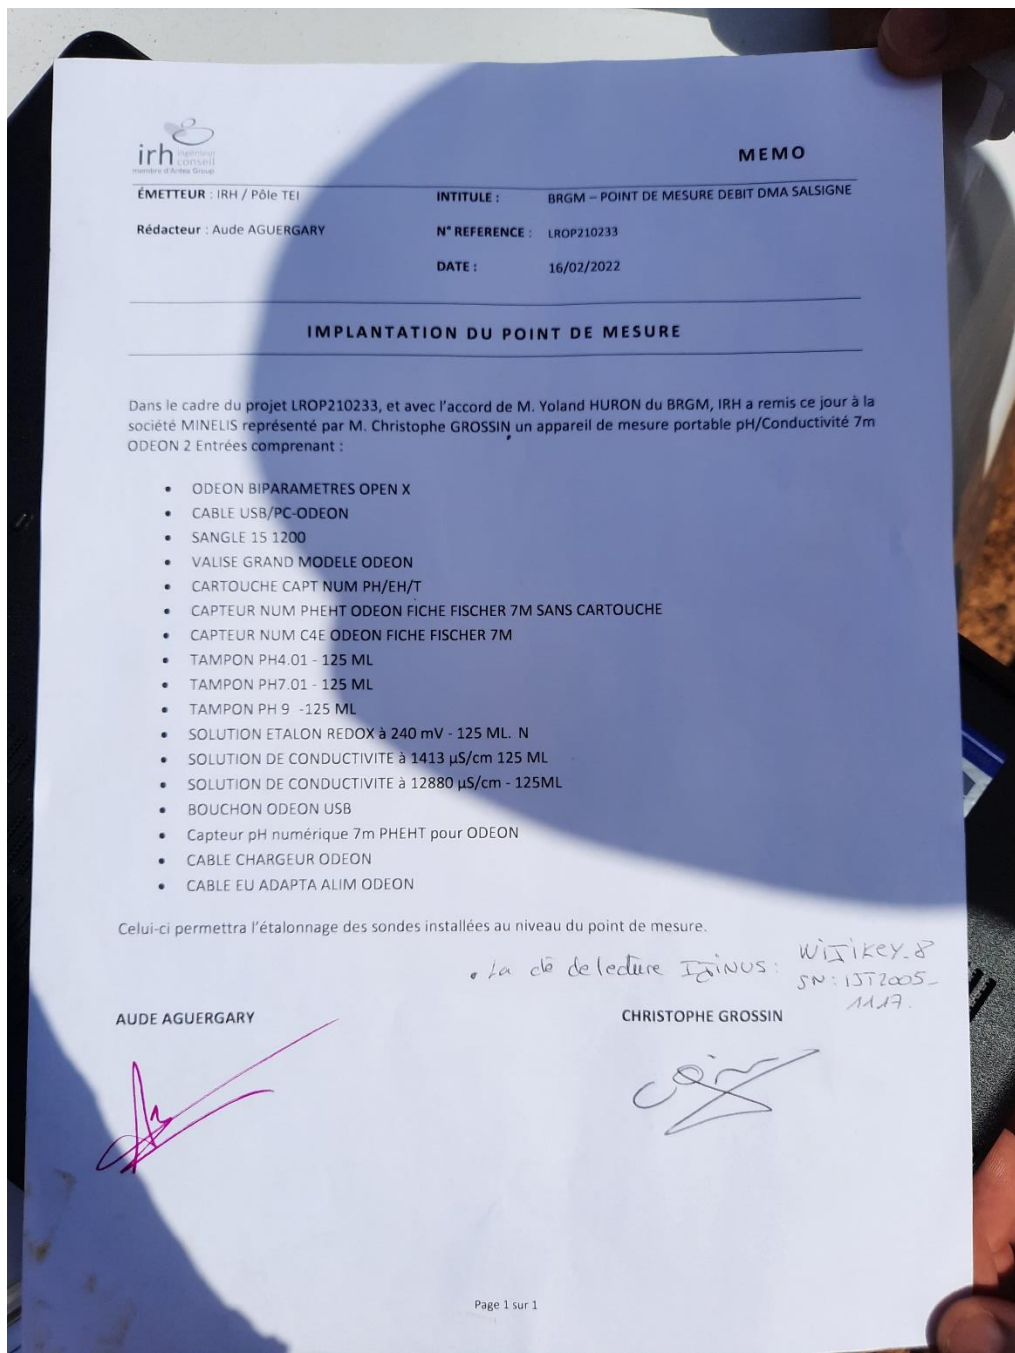 irh ingénieur
conseil
membre d'Antea Group
MEMO
ÉMETTEUR : IRH / Pôle TEI
INTITULE : BRGM – POINT DE MESURE DEBIT DMA SALSIGNE
Rédacteur : Aude AGUERGARY
N° REFERENCE : LROP210233
DATE : 16/02/2022
IMPLANTATION DU POINT DE MESURE
Dans le cadre du projet LROP210233, et avec l'accord de M. Yoland HURON du BRGM, IRH a remis ce jour à la
société MINELIS représenté par M. Christophe GROSSIN un appareil de mesure portable pH/Conductivité 7m
ODEON 2 Entrées comprenant :
• ODEON BIPARAMETRES OPEN X
• CABLE USB/PC-ODEON
• SANGLE 15 1200
• VALISE GRAND MODELE ODEON
• CARTOUCHE CAPT NUM PH/EH/T
• CAPTEUR NUM PHEHT ODEON FICHE FISCHER 7M SANS CARTOUCHE
• CAPTEUR NUM C4E ODEON FICHE FISCHER 7M
• TAMPON PH4.01 - 125 ML
• TAMPON PH7.01 - 125 ML
• TAMPON PH 9 -125 ML
• SOLUTION ETALON REDOX à 240 mV - 125 ML. N
• SOLUTION DE CONDUCTIVITE à 1413 µS/cm 125 ML
• SOLUTION DE CONDUCTIVITE à 12880 µS/cm - 125ML
• BOUCHON ODEON USB
• Capteur pH numérique 7m PHEHT pour ODEON
• CABLE CHARGEUR ODEON
• CABLE EU ADAPTA ALIM ODEON
Celui-ci permettra l'étalonnage des sondes installées au niveau du point de mesure.
• La clé de lecture IJINUS : WIJIKEY.8
SN: IJT2005-
1117.
AUDE AGUERGARY
CHRISTOPHE GROSSIN
Page 1 sur 1